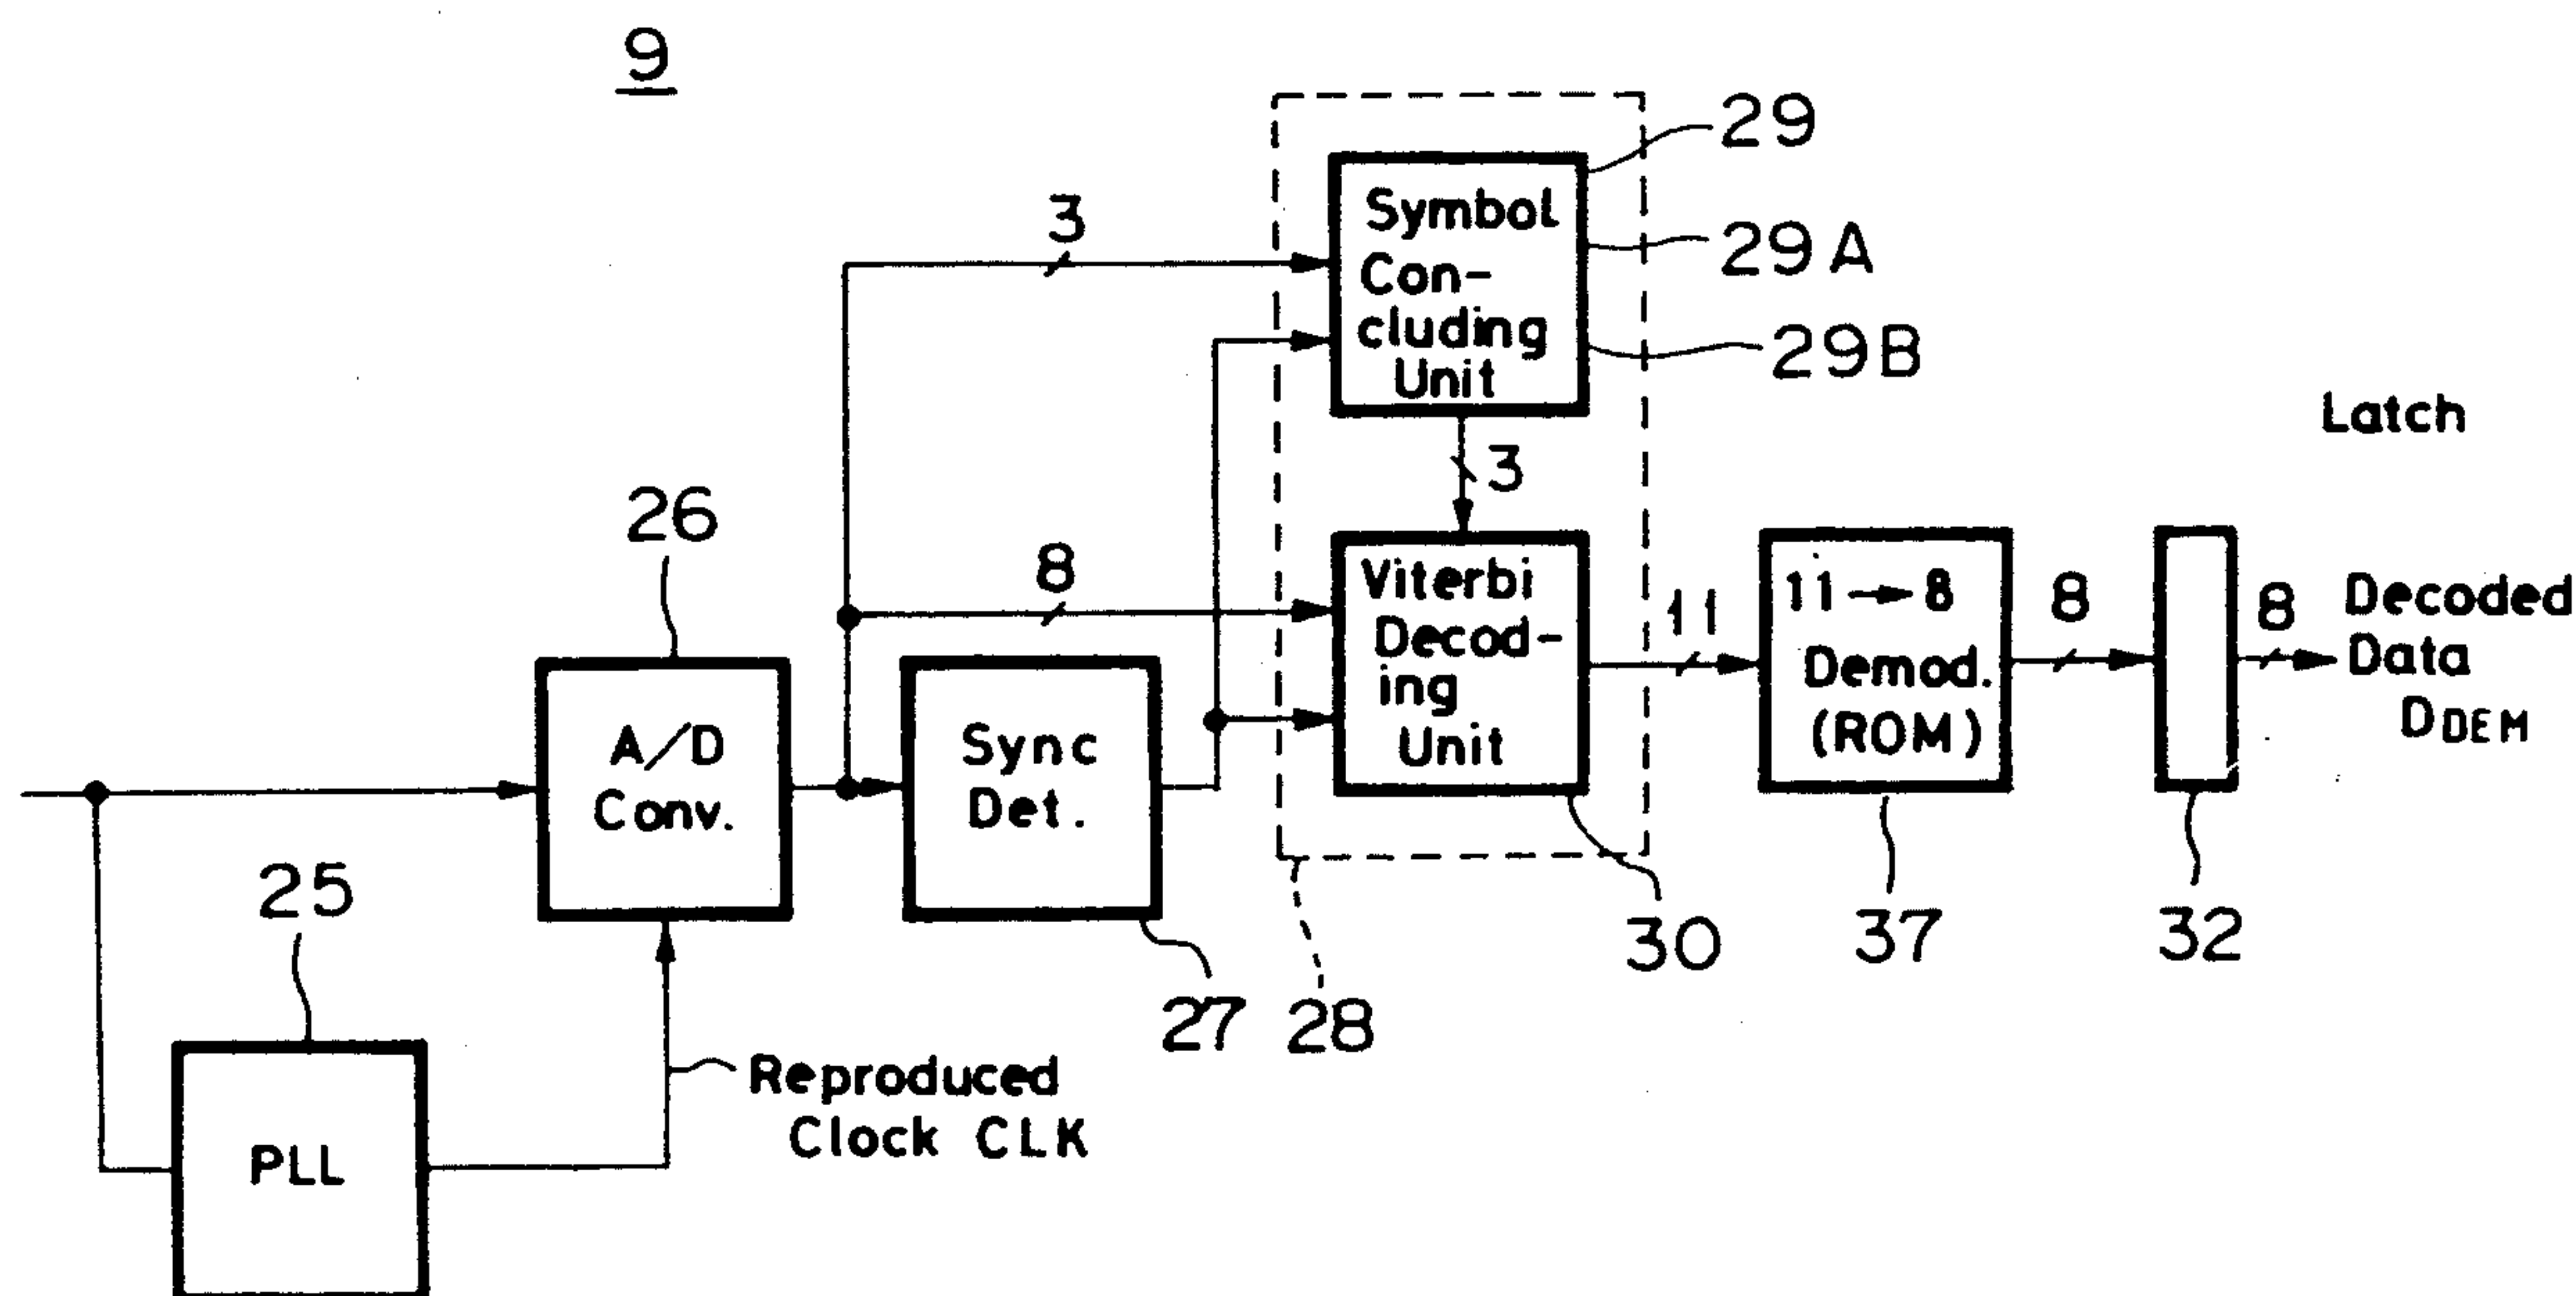 9
29
Symbol
Con-
cluding
Unit
29A
29B
3
3
Latch
26
8
Viterbi
Decod-
ing
Unit
11
11→8
Demod.
(ROM)
8
8
Decoded
Data
DDEM
A/D
Conv.
Sync
Det.
25
27
28
30
37
32
Reproduced
Clock CLK
PLL